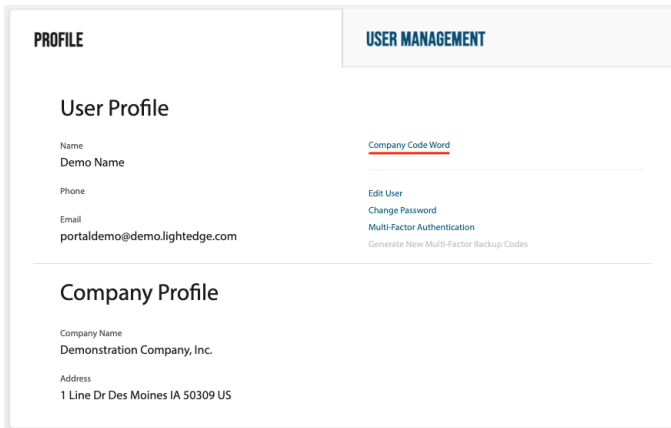 PROFILE
USER MANAGEMENT
User Profile
Name
Demo Name
Phone
Email
portaldemo@demo.lightedge.com
Company Code Word
Edit User
Change Password
Multi-Factor Authentication
Generate New Multi-Factor Backup Codes
Company Profile
Company Name
Demonstration Company, Inc.
Address
1 Line Dr Des Moines IA 50309 US